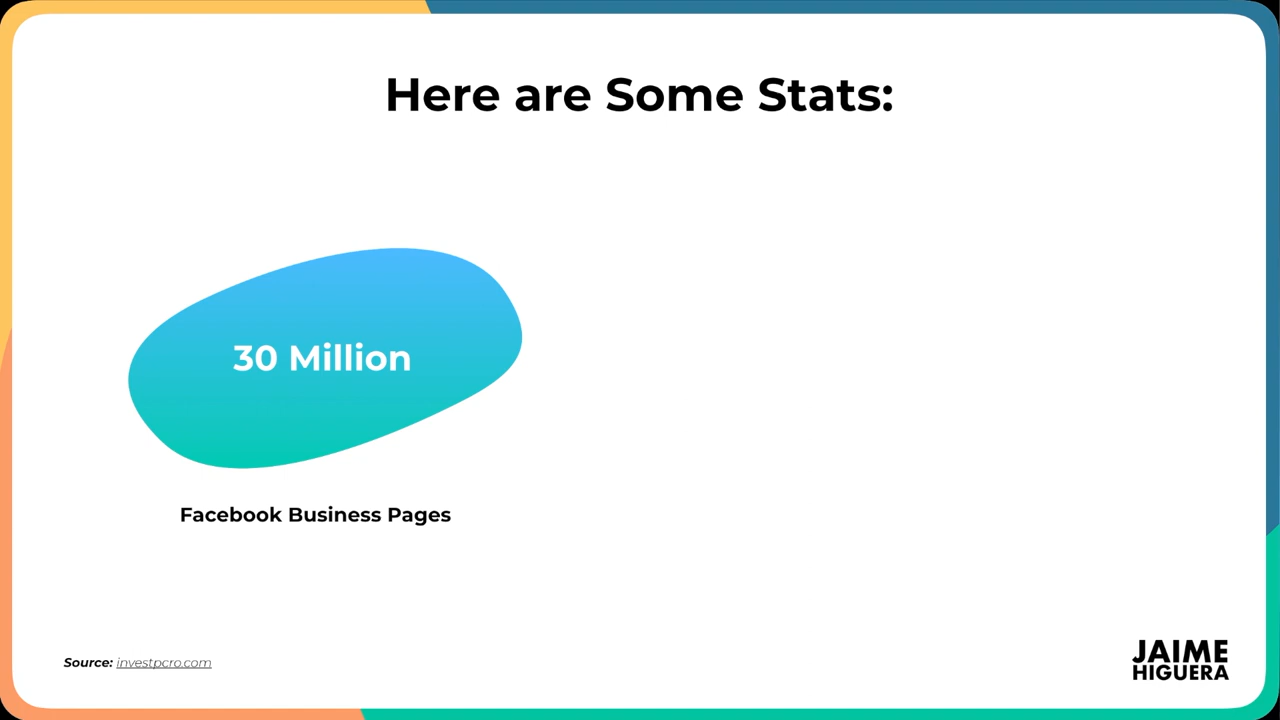 Here are Some Stats:
30 Million
Facebook Business Pages
Source: investpcro.com
JAIME
HIGUERA